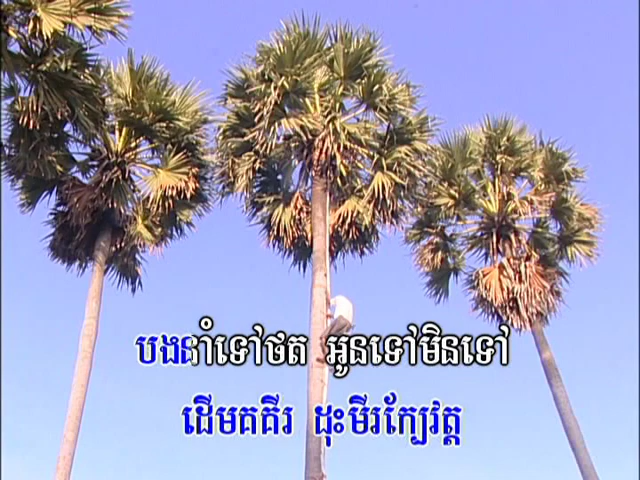 បងនាំទៅថត អូនទៅមិនទៅ
ដើមគគីរ ដុះមីរក្បែវត្ត